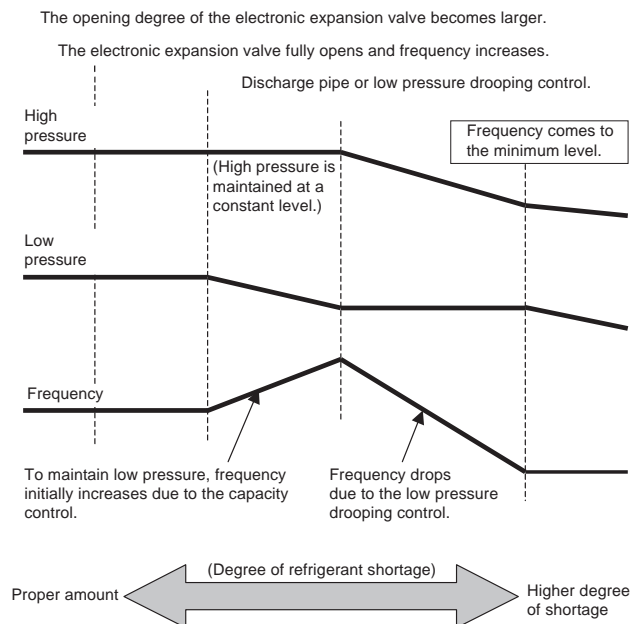 The opening degree of the electronic expansion valve becomes larger.
The electronic expansion valve fully opens and frequency increases.
Discharge pipe or low pressure drooping control.
High
pressure
Frequency comes to
the minimum level.
(High pressure is
maintained at a
constant level.)
Low
pressure
Frequency
To maintain low pressure, frequency
initially increases due to the capacity
control.
Frequency drops
due to the low pressure
drooping control.
(Degree of refrigerant shortage)
Proper amount
Higher degree
of shortage